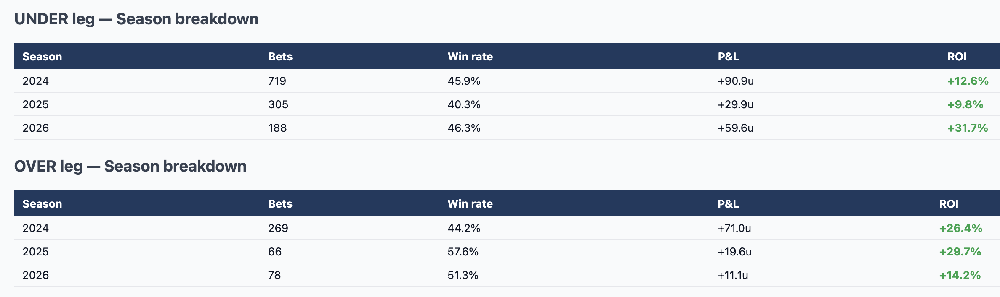 UNDER leg — Season breakdown
Season Bets Win rate P&L ROI
2024 719 45.9% +90.9u +12.6%
2025 305 40.3% +29.9u +9.8%
2026 188 46.3% +59.6u +31.7%
OVER leg — Season breakdown
Season Bets Win rate P&L ROI
2024 269 44.2% +71.0u +26.4%
2025 66 57.6% +19.6u +29.7%
2026 78 51.3% +11.1u +14.2%